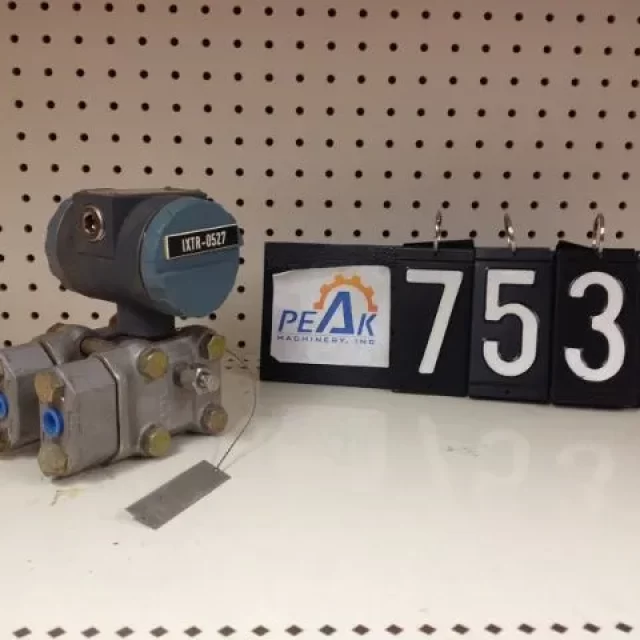 IXTR-0527
PEAK
MACHINERY, INC
753